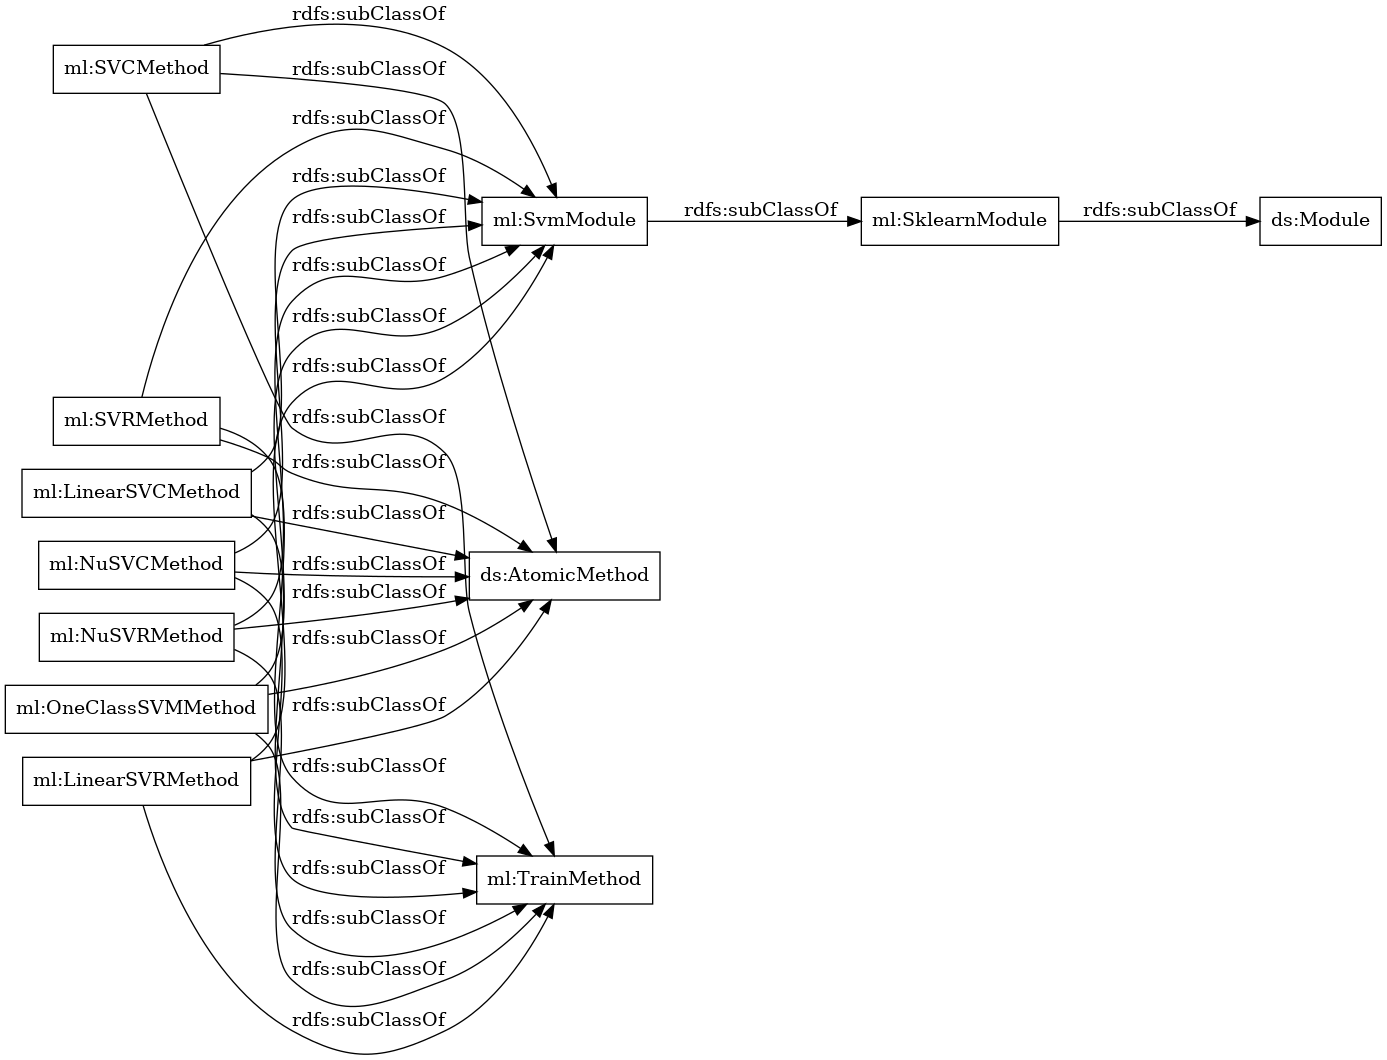 rdfs:subClassOf
ml:SVCMethod
rdfs:subClassOf
rdfs:subClassOf
rdfs:subClassOf
rdfs:subClassOf
ml:SvmModule
rdfs:subClassOf
ml:SklearnModule
rdfs:subClassOf
ds:Module
rdfs:subClassOf
rdfs:subClassOf
rdfs:subClassOf
rdfs:subClassOf
ml:SVRMethod
rdfs:subClassOf
ml:LinearSVCMethod
rdfs:subClassOf
ml:NuSVCMethod
rdfs:subClassOf
ds:AtomicMethod
rdfs:subClassOf
ml:NuSVRMethod
rdfs:subClassOf
ml:OneClassSVMMethod
rdfs:subClassOf
ml:LinearSVRMethod
rdfs:subClassOf
rdfs:subClassOf
rdfs:subClassOf
ml:TrainMethod
rdfs:subClassOf
rdfs:subClassOf
rdfs:subClassOf